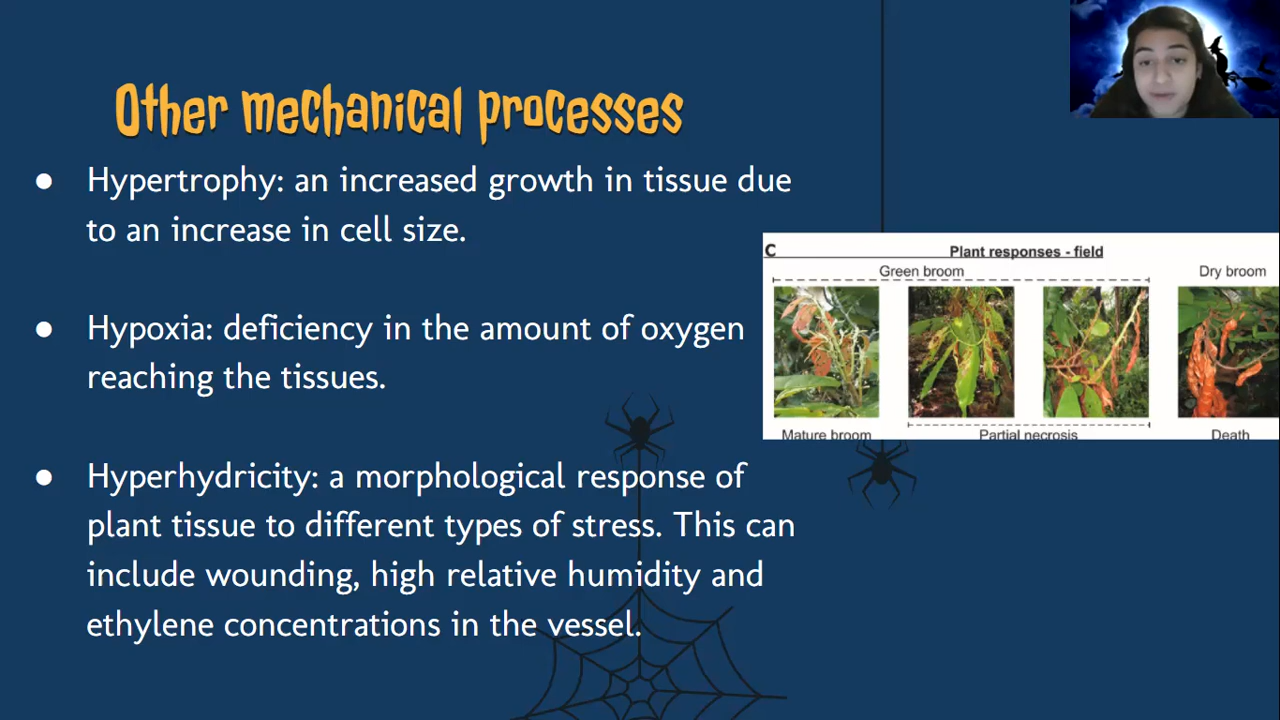 Other mechanical processes
● Hypertrophy: an increased growth in tissue due
to an increase in cell size.
● Hypoxia: deficiency in the amount of oxygen
reaching the tissues.
● Hyperhydricity: a morphological response of
plant tissue to different types of stress. This can
include wounding, high relative humidity and
ethylene concentrations in the vessel.
C Plant responses - field
Green broom Dry broom
Mature broom Partial necrosis Death